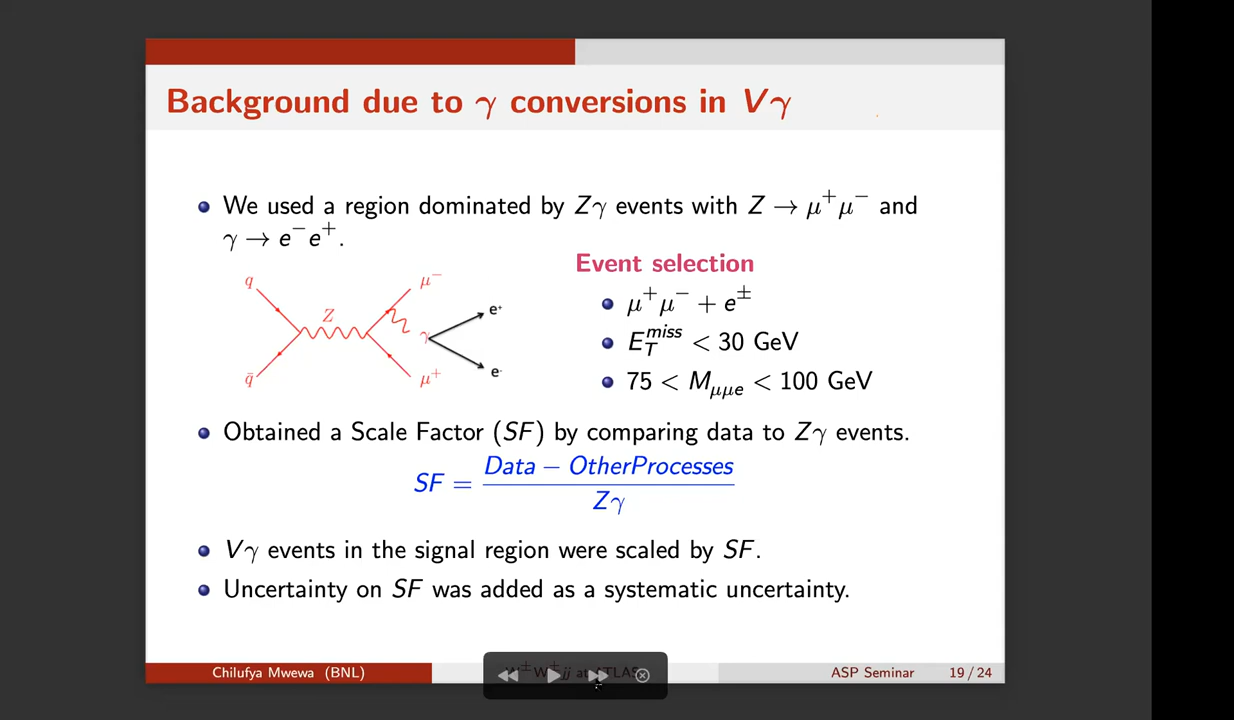 Background due to γ conversions in Vγ
We used a region dominated by Zγ events with Z → μ⁺μ⁻ and
γ → e⁻e⁺.
Event selection
q
Z
q̄
μ⁻
γ
μ⁺
e⁺
e⁻
μ⁺μ⁻ + e±
E_T^miss < 30 GeV
75 < M_μμe < 100 GeV
Obtained a Scale Factor (SF) by comparing data to Zγ events.
SF = (Data − OtherProcesses) / Zγ
Vγ events in the signal region were scaled by SF.
Uncertainty on SF was added as a systematic uncertainty.
Chilufya Mwewa (BNL)
W±W±jj at ATLAS
ASP Seminar
19 / 24